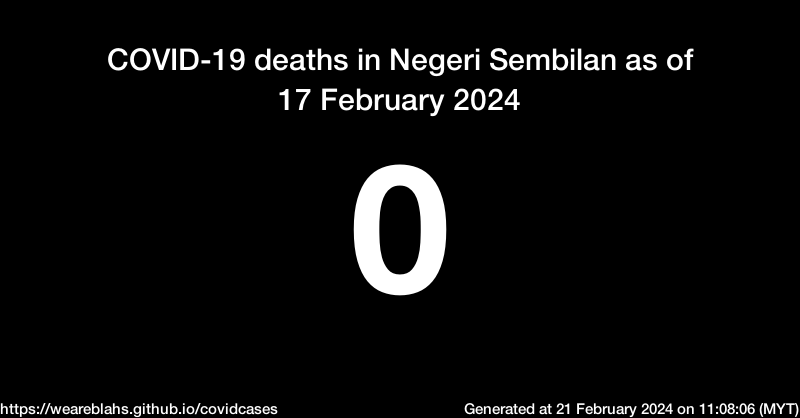 COVID-19 deaths in Negeri Sembilan as of
17 February 2024
0
https://weareblahs.github.io/covidcases
Generated at 21 February 2024 on 11:08:06 (MYT)